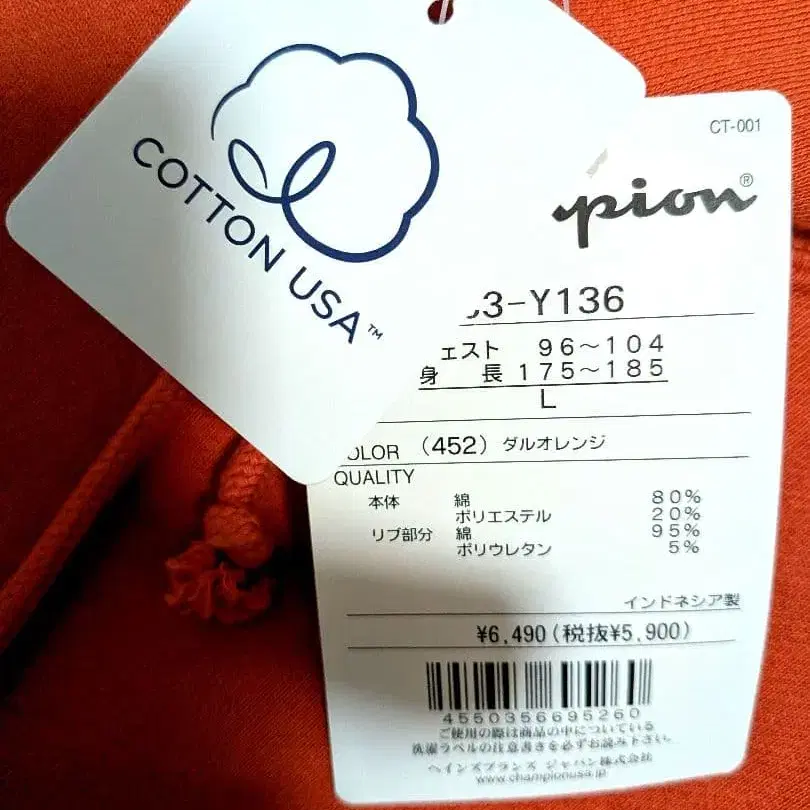 COTTON USA™
CT-001
pion®
3-Y136
ェスト 96〜104
身 長 175〜185
L
OLOR (452) ダルオレンジ
QUALITY
本体 綿 80%
ポリエステル 20%
リブ部分 綿 95%
ポリウレタン 5%
インドネシア製
¥6,490(税抜¥5,900)
4550356695260
ご使用の際は商品の中についている
洗濯ラベルの注意書きを必ずお読み下さい。
ヘインズブランズ ジャパン株式会社
www.championusa.jp